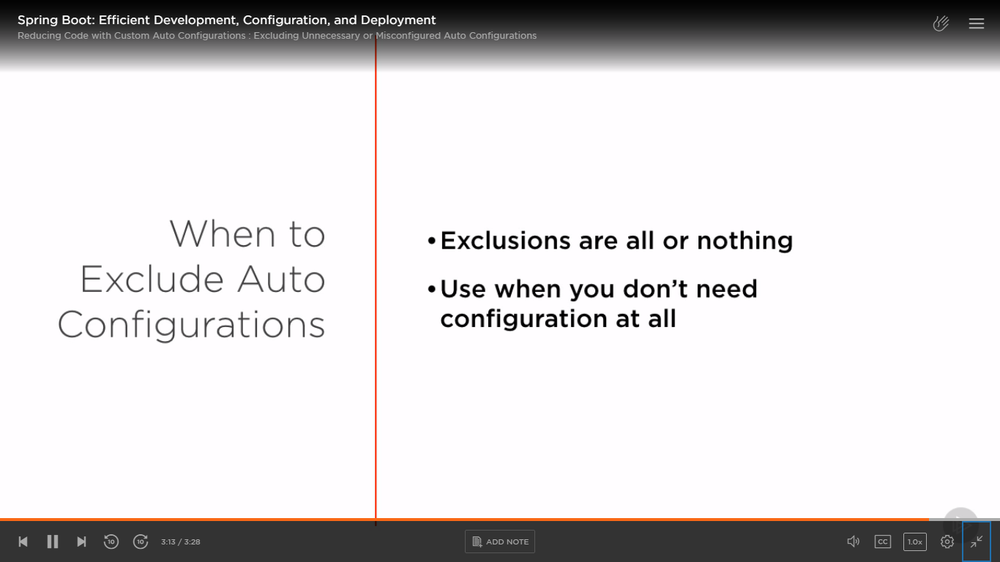 Spring Boot: Efficient Development, Configuration, and Deployment
Reducing Code with Custom Auto Configurations : Excluding Unnecessary or Misconfigured Auto Configurations
When to
Exclude Auto
Configurations
•Exclusions are all or nothing
•Use when you don’t need
configuration at all
10
10
3:13 / 3:28
ADD NOTE
CC
1.0x